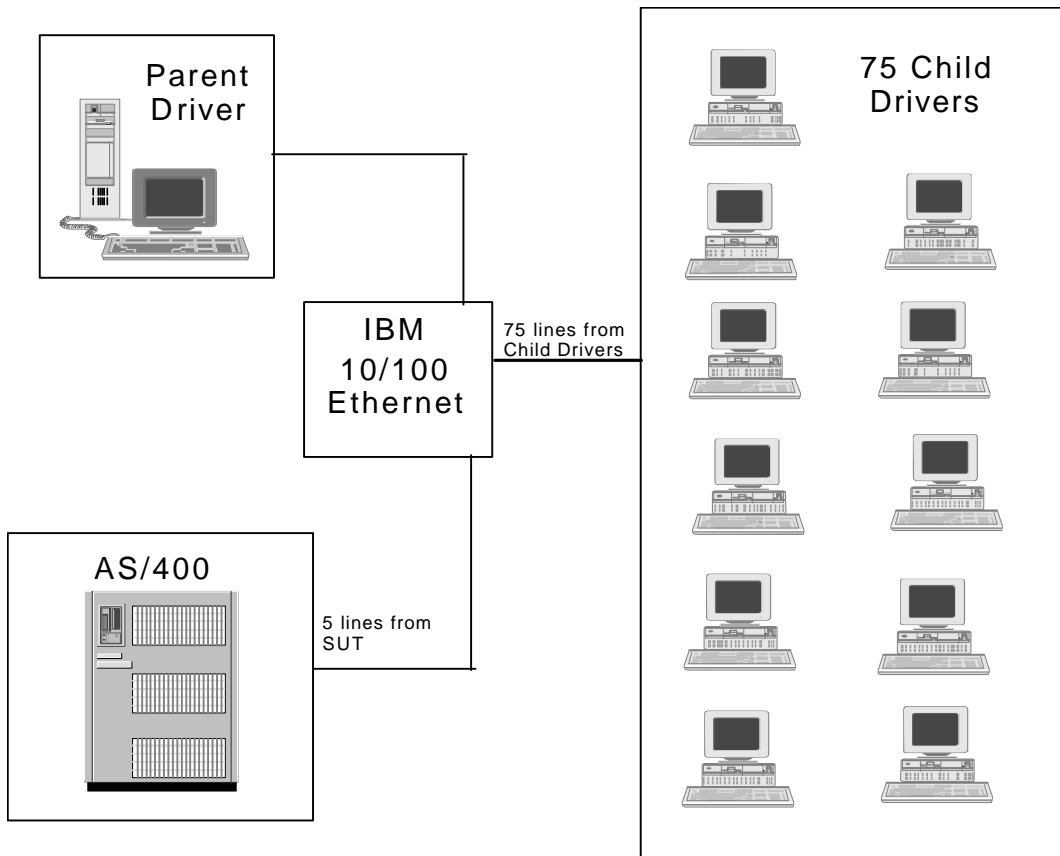 Parent
Driver
75 Child
Drivers
IBM
10/100
Ethernet
75 lines from
Child Drivers
AS/400
5 lines from
SUT